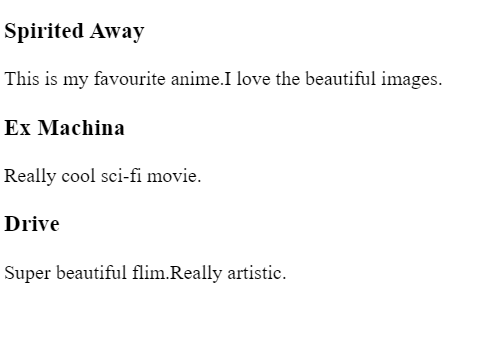 Spirited Away
This is my favourite anime.I love the beautiful images.
Ex Machina
Really cool sci-fi movie.
Drive
Super beautiful flim.Really artistic.